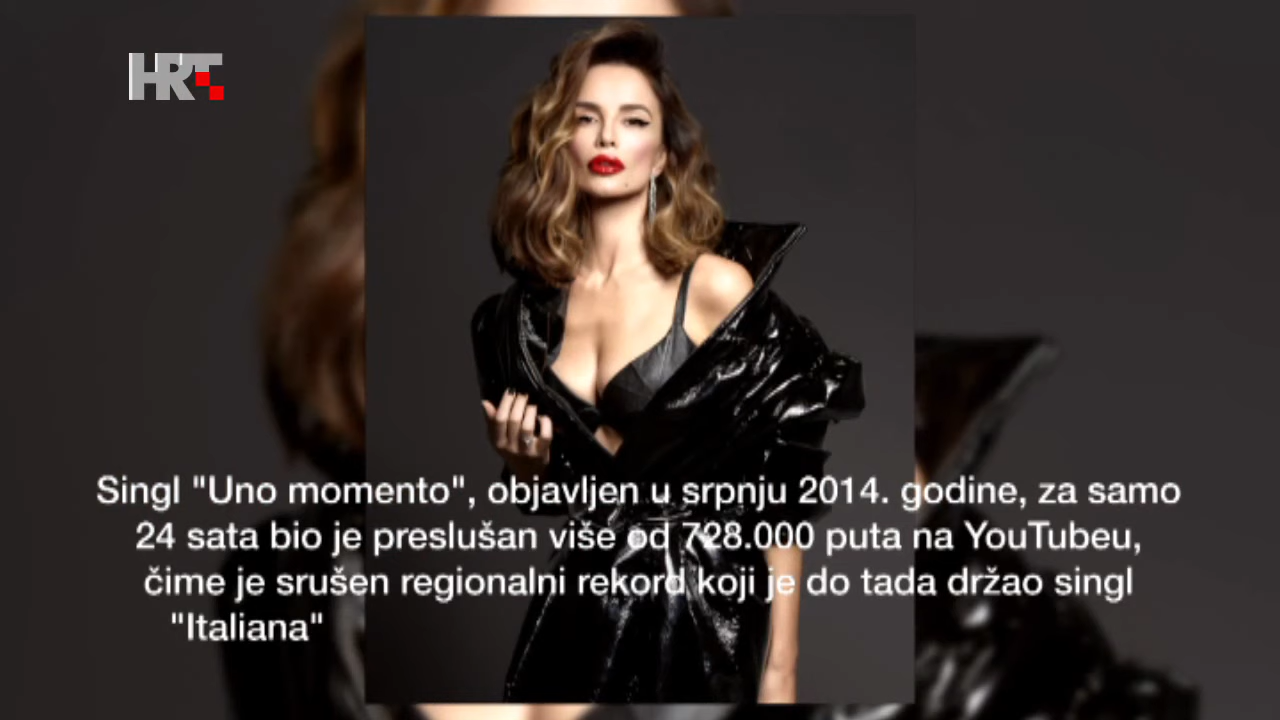 HRT
Singl "Uno momento", objavljen u srpnju 2014. godine, za samo
24 sata bio je preslušan više od 728.000 puta na YouTubeu,
čime je srušen regionalni rekord koji je do tada držao singl
"Italiana"